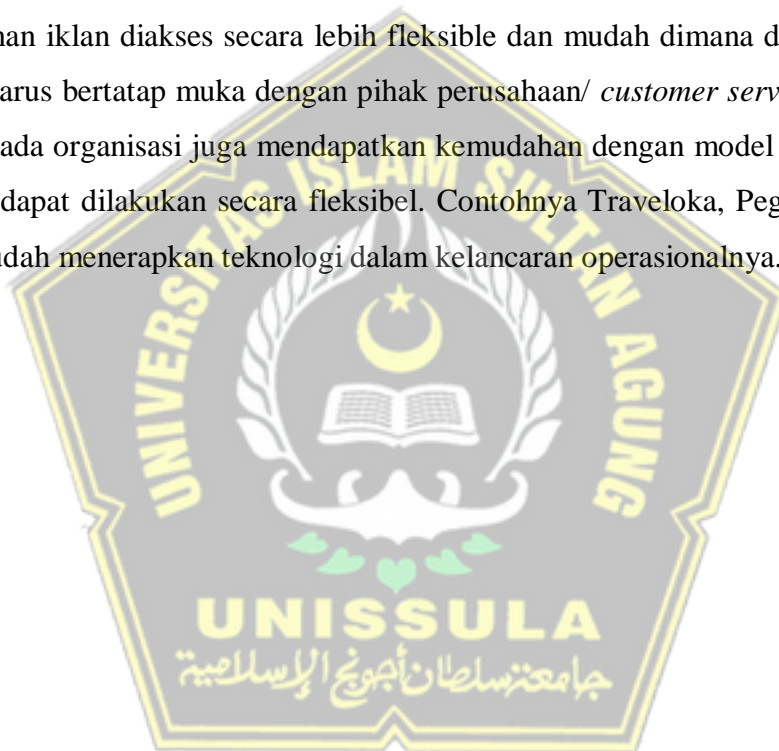 nan iklan diakses secara lebih fleksible dan mudah dimana d
arus bertatap muka dengan pihak perusahaan/ customer serv
ada organisasi juga mendapatkan kemudahan dengan model
dapat dilakukan secara fleksibel. Contohnya Traveloka, Peg
udah menerapkan teknologi dalam kelancaran operasionalnya.
UNIVERSITAS ISLAM SULTAN AGUNG
UNISSULA
جامعة سلطان أجونج الإسلامية